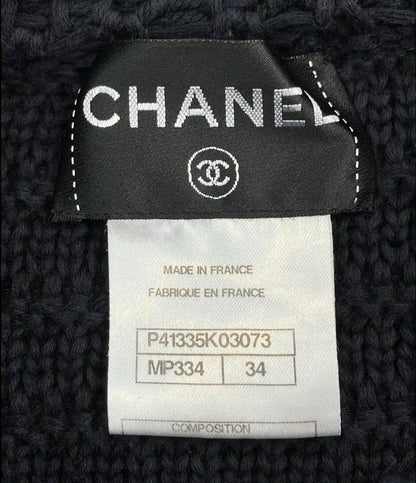 CHANEL
MADE IN FRANCE
FABRIQUE EN FRANCE
P41335K03073
MP334 34
COMPOSITION